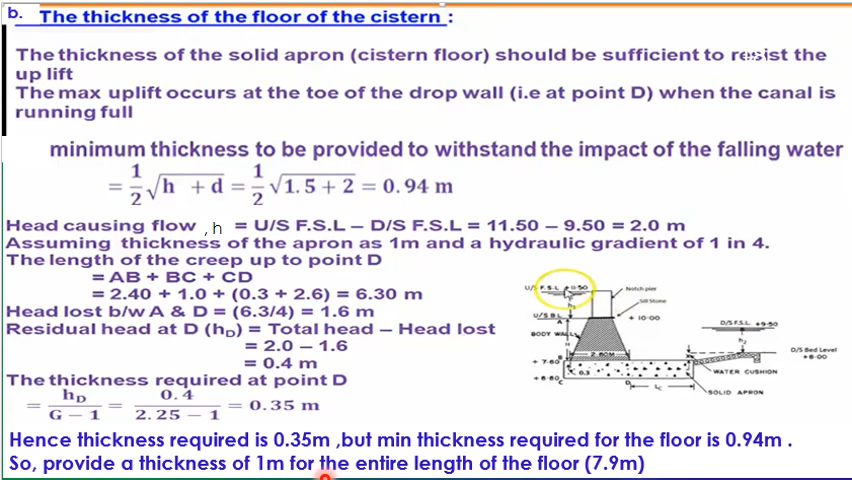 b. The thickness of the floor of the cistern :
The thickness of the solid apron (cistern floor) should be sufficient to resist the
up lift
The max uplift occurs at the toe of the drop wall (i.e at point D) when the canal is
running full
minimum thickness to be provided to withstand the impact of the falling water
= 1/2 √h + d = 1/2 √1.5 + 2 = 0.94 m
Head causing flow , h = U/S F.S.L – D/S F.S.L = 11.50 – 9.50 = 2.0 m
Assuming thickness of the apron as 1m and a hydraulic gradient of 1 in 4.
The length of the creep up to point D
= AB + BC + CD
= 2.40 + 1.0 + (0.3 + 2.6) = 6.30 m
Head lost b/w A & D = (6.3/4) = 1.6 m
Residual head at D (hD) = Total head – Head lost
= 2.0 – 1.6
= 0.4 m
The thickness required at point D
= hD / G – 1 = 0.4 / 2.25 – 1 = 0.35 m
Hence thickness required is 0.35m ,but min thickness required for the floor is 0.94m .
So, provide a thickness of 1m for the entire length of the floor (7.9m)
U/S F.S.L +11.50
Notch pier
h1
Sill Stone
U/S B.L
+ 10.00
A
D/S F.S.L +9.50
BODY WALL
H
h2
D/S Bed Level
+8.00
2.60M
+ 7.60
B
0.3
WATER CUSHION
+ 6.60
C
D
Lc
SOLID APRON